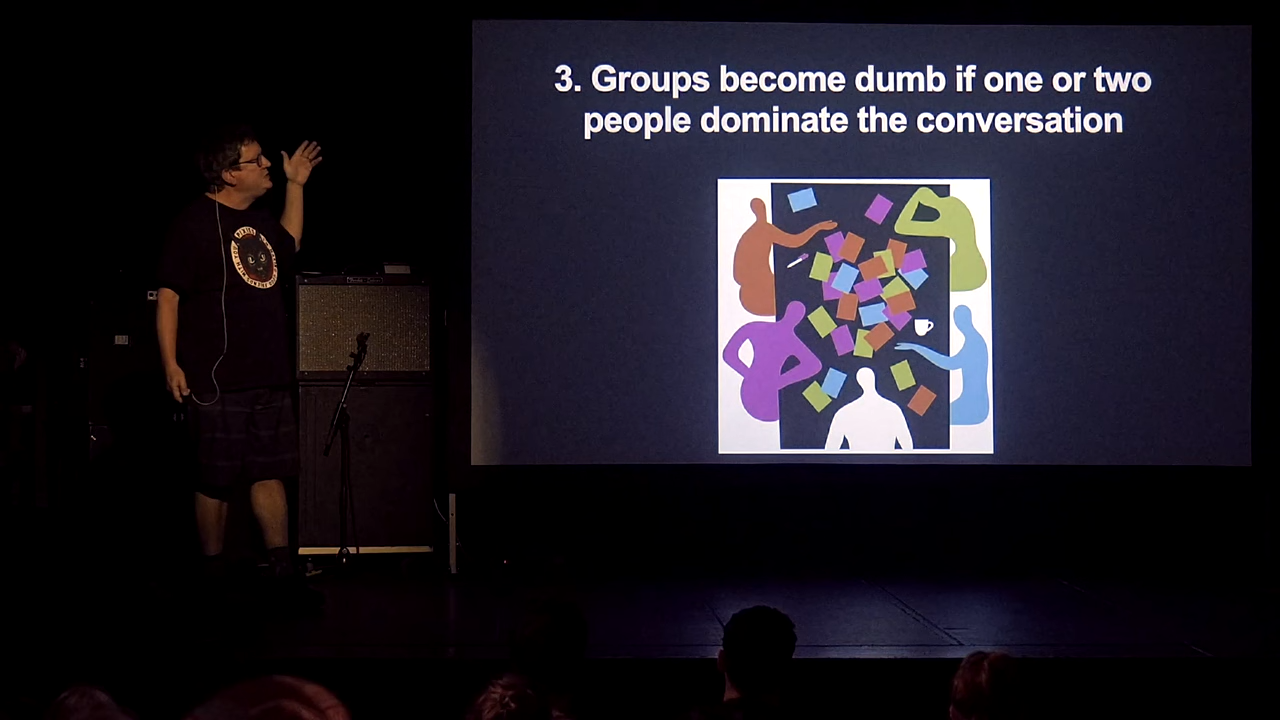 3. Groups become dumb if one or two
people dominate the conversation